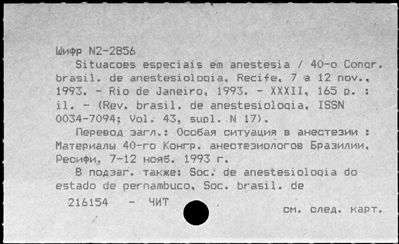 Шифр N2-2856
Situacoes especiais em anestesia / 40-o Congr.
brasil. de anestesiologia, Recife, 7 a 12 nov.,
1993. - Rio de Janeiro, 1993. - XXXII, 165 p. :
il. - (Rev. brasil. de anestesiologia, ISSN
0034-7094; Vol. 43, supl. N 17).
Перевод загл.: Особая ситуация в анестезии :
Материалы 40-го Конгр. анестезиологов Бразилии,
Ресифи, 7-12 нояб. 1993 г.
В подзаг. также: Soc. de anestesiologia do
estado de pernambuco, Soc. brasil. de
216154 - ЧИТ
см. след. карт.